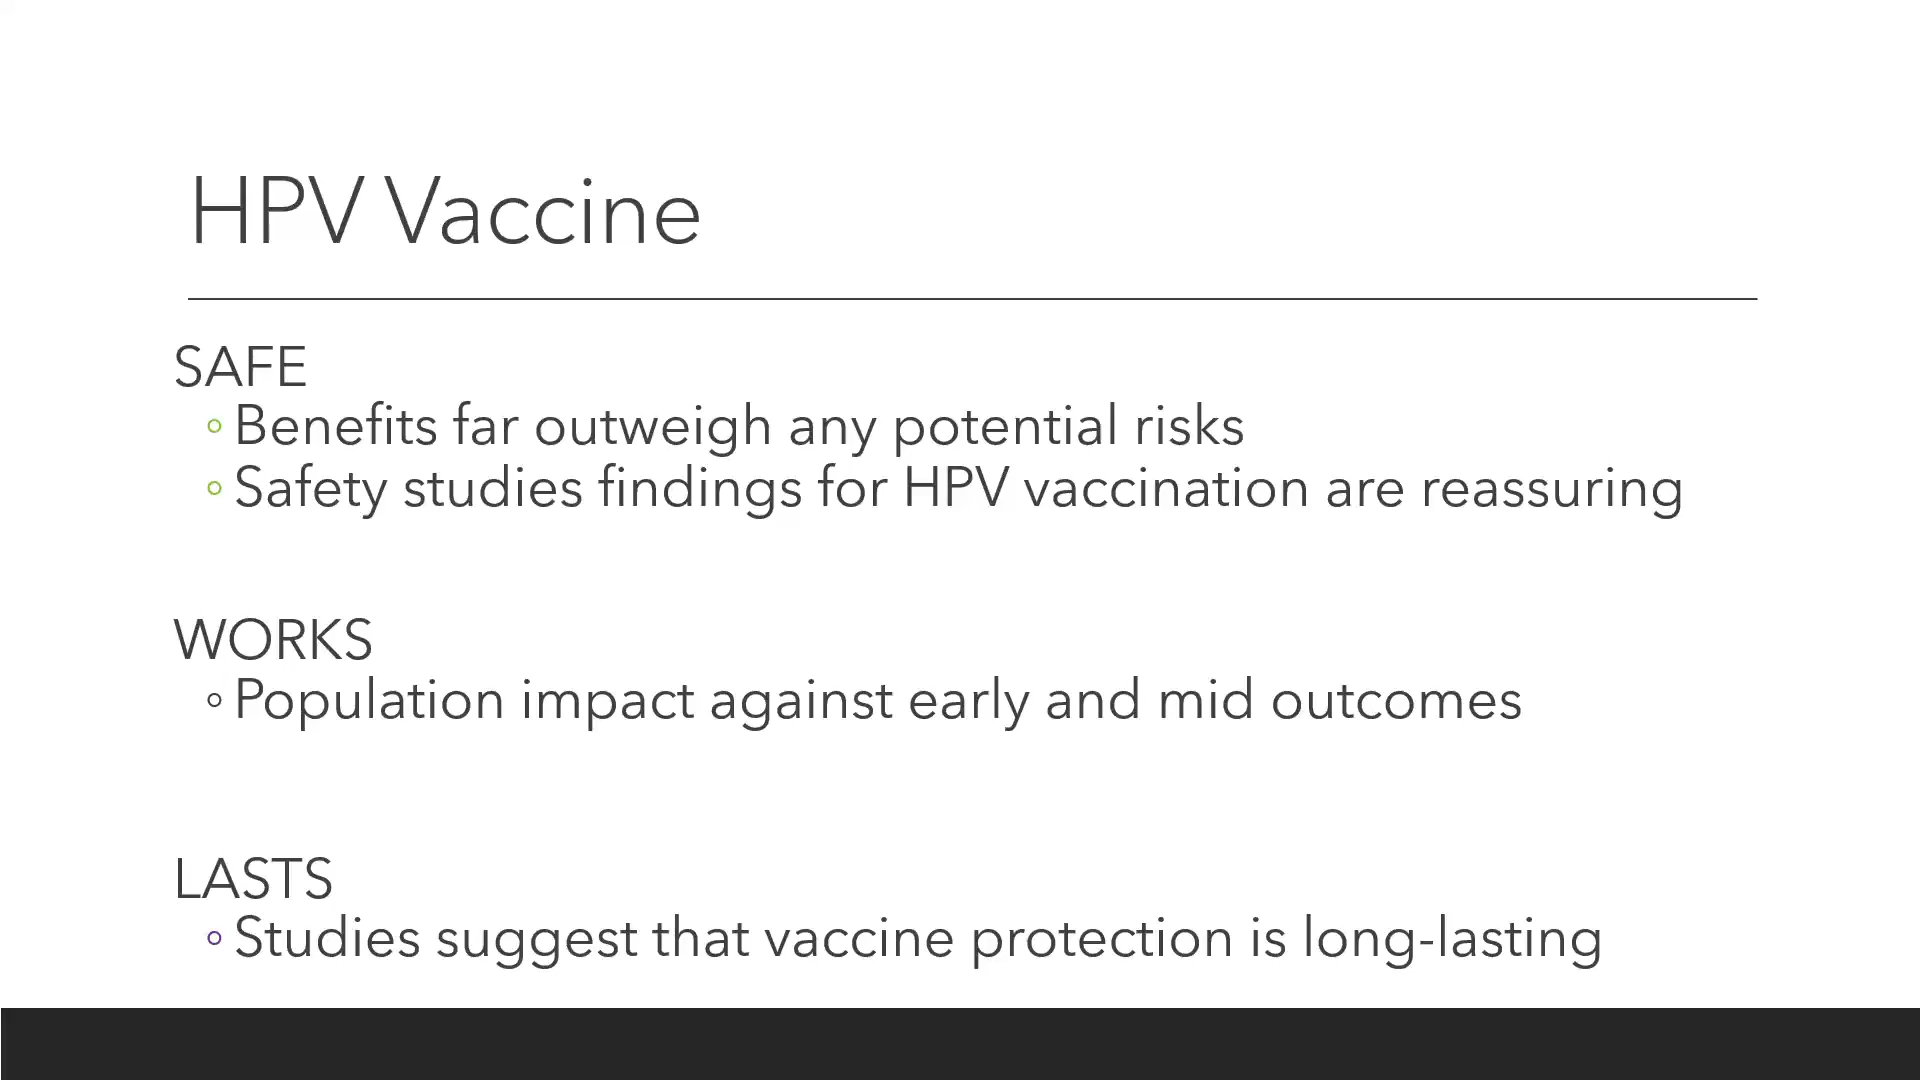 HPV Vaccine
SAFE
◦ Benefits far outweigh any potential risks
◦ Safety studies findings for HPV vaccination are reassuring
WORKS
◦ Population impact against early and mid outcomes
LASTS
◦ Studies suggest that vaccine protection is long-lasting